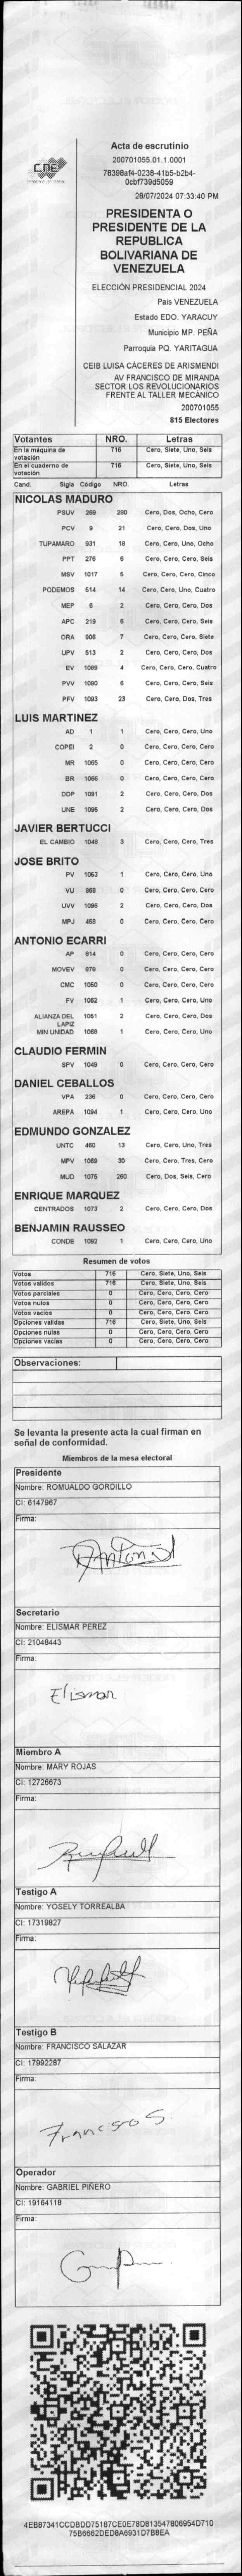 CNE
Acta de escrutinio
200701055.01.1.0001
78398af4-0236-41b5-b2b4-
0cbf739d5059
28/07/2024 07:33:40 PM
PRESIDENTA O
PRESIDENTE DE LA
REPUBLICA
BOLIVARIANA DE
VENEZUELA
ELECCIÓN PRESIDENCIAL 2024
País VENEZUELA
Estado EDO. YARACUY
Municipio MP. PEÑA
Parroquia PQ. YARITAGUA
CEIB LUISA CÁCERES DE ARISMENDI
AV FRANCISCO DE MIRANDA
SECTOR LOS REVOLUCIONARIOS
FRENTE AL TALLER MECÁNICO
200701055
815 Electores
Votantes NRO. Letras
En la máquina de votación 716 Cero, Siete, Uno, Seis
En el cuaderno de votación 716 Cero, Siete, Uno, Seis
Cand. Sigla Código NRO. Letras
NICOLAS MADURO
PSUV 269 280 Cero, Dos, Ocho, Cero
PCV 9 21 Cero, Cero, Dos, Uno
TUPAMARO 931 18 Cero, Cero, Uno, Ocho
PPT 276 6 Cero, Cero, Cero, Seis
MSV 1017 5 Cero, Cero, Cero, Cinco
PODEMOS 514 14 Cero, Cero, Uno, Cuatro
MEP 6 2 Cero, Cero, Cero, Dos
APC 219 6 Cero, Cero, Cero, Seis
ORA 906 7 Cero, Cero, Cero, Siete
UPV 513 2 Cero, Cero, Cero, Dos
EV 1089 4 Cero, Cero, Cero, Cuatro
PVV 1090 6 Cero, Cero, Cero, Seis
PFV 1093 23 Cero, Cero, Dos, Tres
LUIS MARTINEZ
AD 1 1 Cero, Cero, Cero, Uno
COPEI 2 0 Cero, Cero, Cero, Cero
MR 1065 0 Cero, Cero, Cero, Cero
BR 1066 0 Cero, Cero, Cero, Cero
DDP 1091 2 Cero, Cero, Cero, Dos
UNE 1095 2 Cero, Cero, Cero, Dos
JAVIER BERTUCCI
EL CAMBIO 1048 3 Cero, Cero, Cero, Tres
JOSE BRITO
PV 1053 1 Cero, Cero, Cero, Uno
VU 868 0 Cero, Cero, Cero, Cero
UVV 1096 2 Cero, Cero, Cero, Dos
MPJ 458 0 Cero, Cero, Cero, Cero
ANTONIO ECARRI
AP 914 0 Cero, Cero, Cero, Cero
MOVEV 978 0 Cero, Cero, Cero, Cero
CMC 1050 0 Cero, Cero, Cero, Cero
FV 1052 1 Cero, Cero, Cero, Uno
ALIANZA DEL LAPIZ 1051 2 Cero, Cero, Cero, Dos
MIN UNIDAD 1068 1 Cero, Cero, Cero, Uno
CLAUDIO FERMIN
SPV 1049 0 Cero, Cero, Cero, Cero
DANIEL CEBALLOS
VPA 236 0 Cero, Cero, Cero, Cero
AREPA 1094 1 Cero, Cero, Cero, Uno
EDMUNDO GONZALEZ
UNTC 460 13 Cero, Cero, Uno, Tres
MPV 1069 30 Cero, Cero, Tres, Cero
MUD 1075 260 Cero, Dos, Seis, Cero
ENRIQUE MARQUEZ
CENTRADOS 1073 2 Cero, Cero, Cero, Dos
BENJAMIN RAUSSEO
CONDE 1092 1 Cero, Cero, Cero, Uno
Resumen de votos
Votos 716 Cero, Siete, Uno, Seis
Votos validos 716 Cero, Siete, Uno, Seis
Votos parciales 0 Cero, Cero, Cero, Cero
Votos nulos 0 Cero, Cero, Cero, Cero
Votos vacios 0 Cero, Cero, Cero, Cero
Opciones validas 716 Cero, Siete, Uno, Seis
Opciones nulas 0 Cero, Cero, Cero, Cero
Opciones vacias 0 Cero, Cero, Cero, Cero
Observaciones:
Se levanta la presente acta la cual firman en
señal de conformidad.
Miembros de la mesa electoral
Presidente
Nombre: ROMUALDO GORDILLO
CI: 6147967
Firma:
Secretario
Nombre: ELISMAR PEREZ
CI: 21048443
Firma:
Elismar
Miembro A
Nombre: MARY ROJAS
CI: 12726673
Firma:
Testigo A
Nombre: YOSELY TORREALBA
CI: 17319827
Firma:
Testigo B
Nombre: FRANCISCO SALAZAR
CI: 17992287
Firma:
Francisco S.
Operador
Nombre: GABRIEL PIÑERO
CI: 19164118
Firma:
4EB87341CCDBDD75187CE0E78D813547806954D710
75B6662DED8A6931D7B8EA